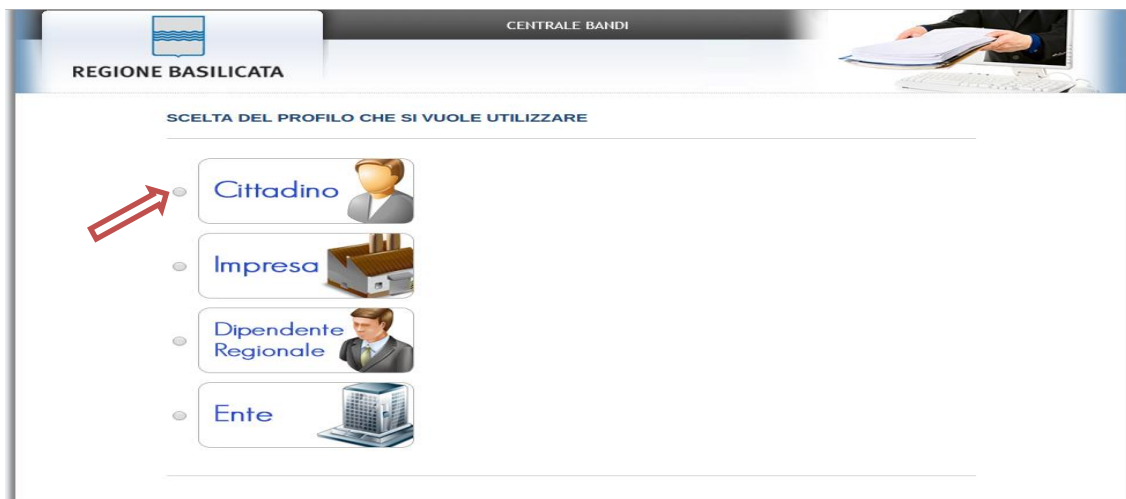 CENTRALE BANDI
REGIONE BASILICATA
SCELTA DEL PROFILO CHE SI VUOLE UTILIZZARE
Cittadino
Impresa
Dipendente
Regionale
Ente